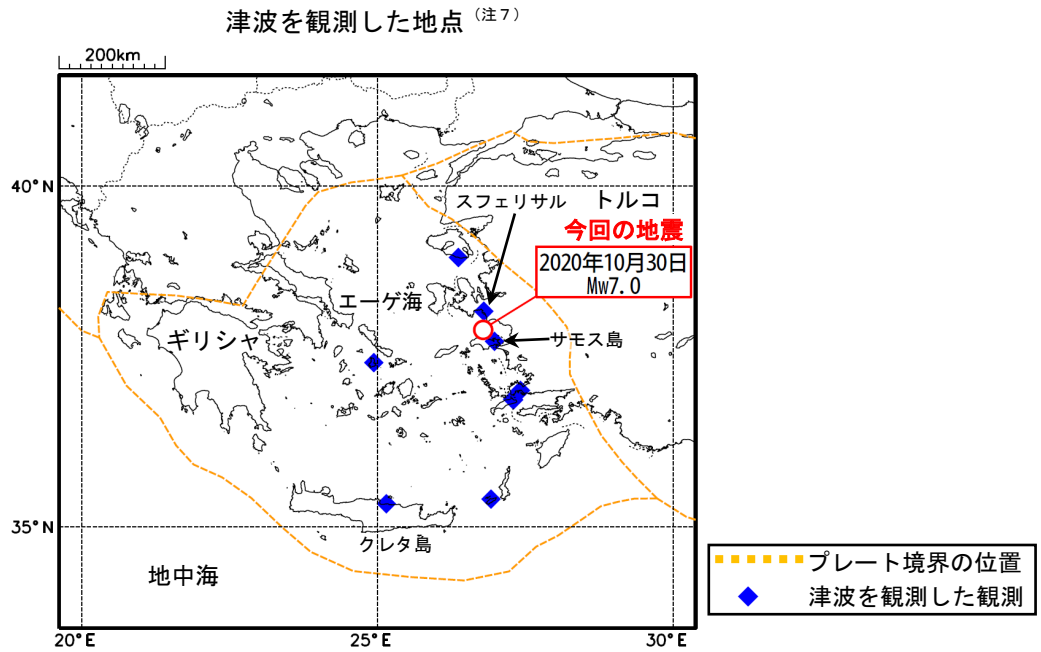 津波を観測した地点（注７）
200km
40°N
スフェリサル
トルコ
今回の地震
2020年10月30日
Mw7.0
エーゲ海
ギリシャ
サモス島
35°N
クレタ島
地中海
プレート境界の位置
津波を観測した観測
20°E
25°E
30°E